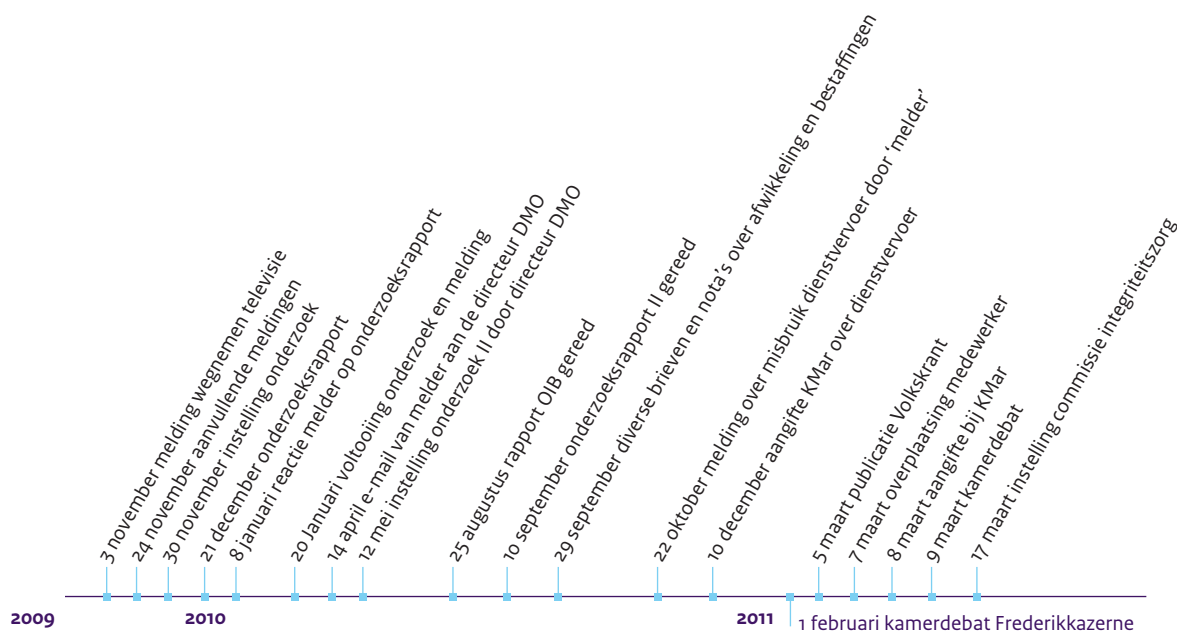 3 november melding wegnemen televisie
24 november aanvullende meldingen
30 november instelling onderzoek
21 december onderzoeksrapport
8 januari reactie melder op onderzoeksrapport
20 Januari voltooiing onderzoek en melding
14 april e-mail van melder aan de directeur DMO
12 mei instelling onderzoek II door directeur DMO
25 augustus rapport OIB gereed
10 september onderzoeksrapport II gereed
29 september diverse brieven en nota's over afwikkeling en bestaffingen
22 oktober melding over misbruik dienstvervoer door 'melder'
10 december aangifte KMar over dienstvervoer
5 maart publicatie Volkskrant
7 maart overplaatsing medewerker
8 maart aangifte bij KMar
9 maart kamerdebat
17 maart instelling commissie integriteitszorg
2009
2010
2011
1 februari kamerdebat Frederikkazerne